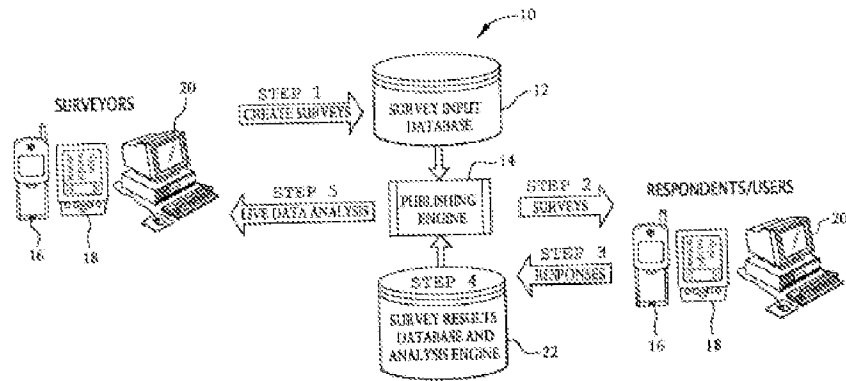 10
STEP 1
CREATE SURVEYS
SURVEYORS
20
SURVEY INPUT
DATABASE
12
14
STEP 5
LIVE DATA ANALYSIS
PUBLISHING
ENGINE
STEP 2
SURVEYS
RESPONDENTS/USERS
20
16
18
STEP 3
RESPONSES
STEP 4
SURVEY RESULTS
DATABASE AND
ANALYSIS ENGINE
22
16
18